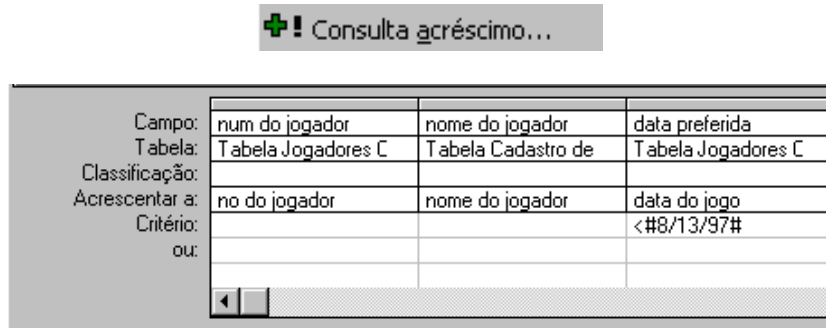 Consulta acréscimo...
Campo: num do jogador nome do jogador data preferida
Tabela: Tabela Jogadores C Tabela Cadastro de Tabela Jogadores C
Classificação:
Acrescentar a: no do jogador nome do jogador data do jogo
Critério: <#8/13/97#
ou: